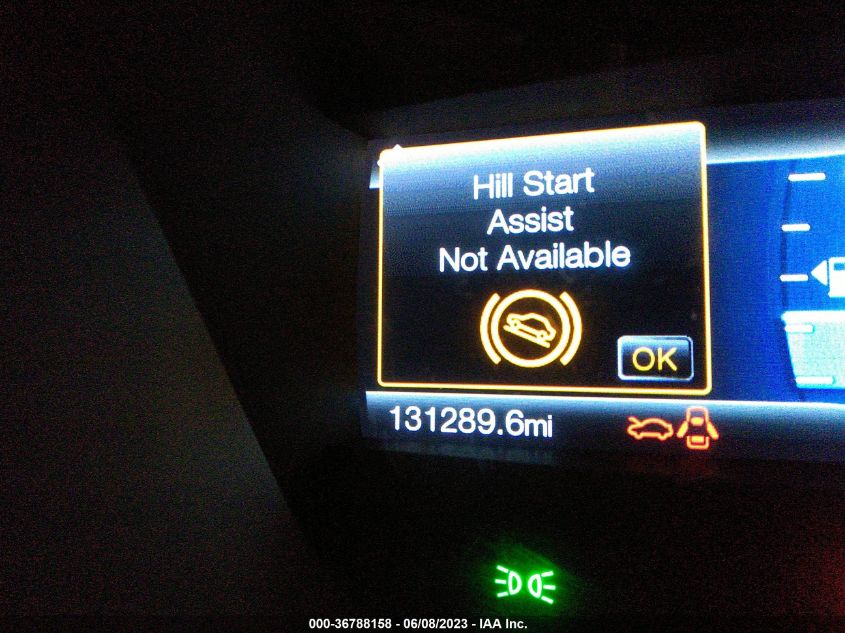 Hill Start
Assist
Not Available
OK
131289.6mi
000-36788158 - 06/08/2023 - IAA Inc.